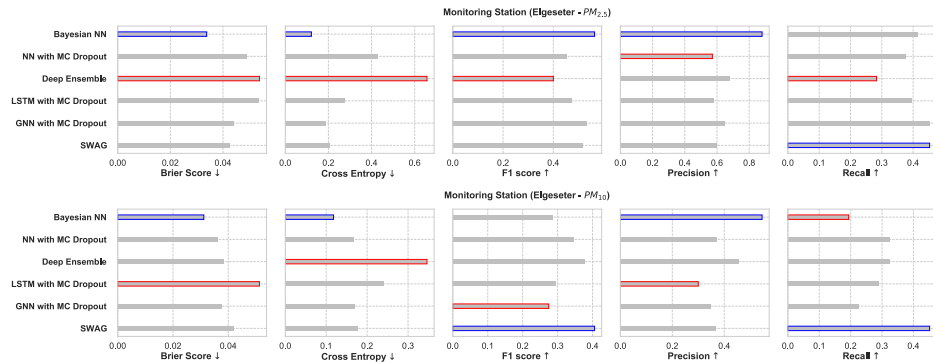 Monitoring Station (Elgeseter - PM2.5)
Bayesian NN
NN with MC Dropout
Deep Ensemble
LSTM with MC Dropout
GNN with MC Dropout
SWAG
0.00 0.02 0.04 0.0 0.2 0.4 0.6 0.0 0.1 0.2 0.3 0.4 0.5 0.6 0.0 0.2 0.4 0.6 0.8 0.0 0.1 0.2 0.3 0.4
Brier Score ↓ Cross Entropy ↓ F1 score ↑ Precision ↑ Recall ↑
Monitoring Station (Elgeseter - PM10)
Bayesian NN
NN with MC Dropout
Deep Ensemble
LSTM with MC Dropout
GNN with MC Dropout
SWAG
0.00 0.02 0.04 0.0 0.1 0.2 0.3 0.0 0.1 0.2 0.3 0.4 0.0 0.2 0.4 0.0 0.1 0.2 0.3 0.4
Brier Score ↓ Cross Entropy ↓ F1 score ↑ Precision ↑ Recall ↑